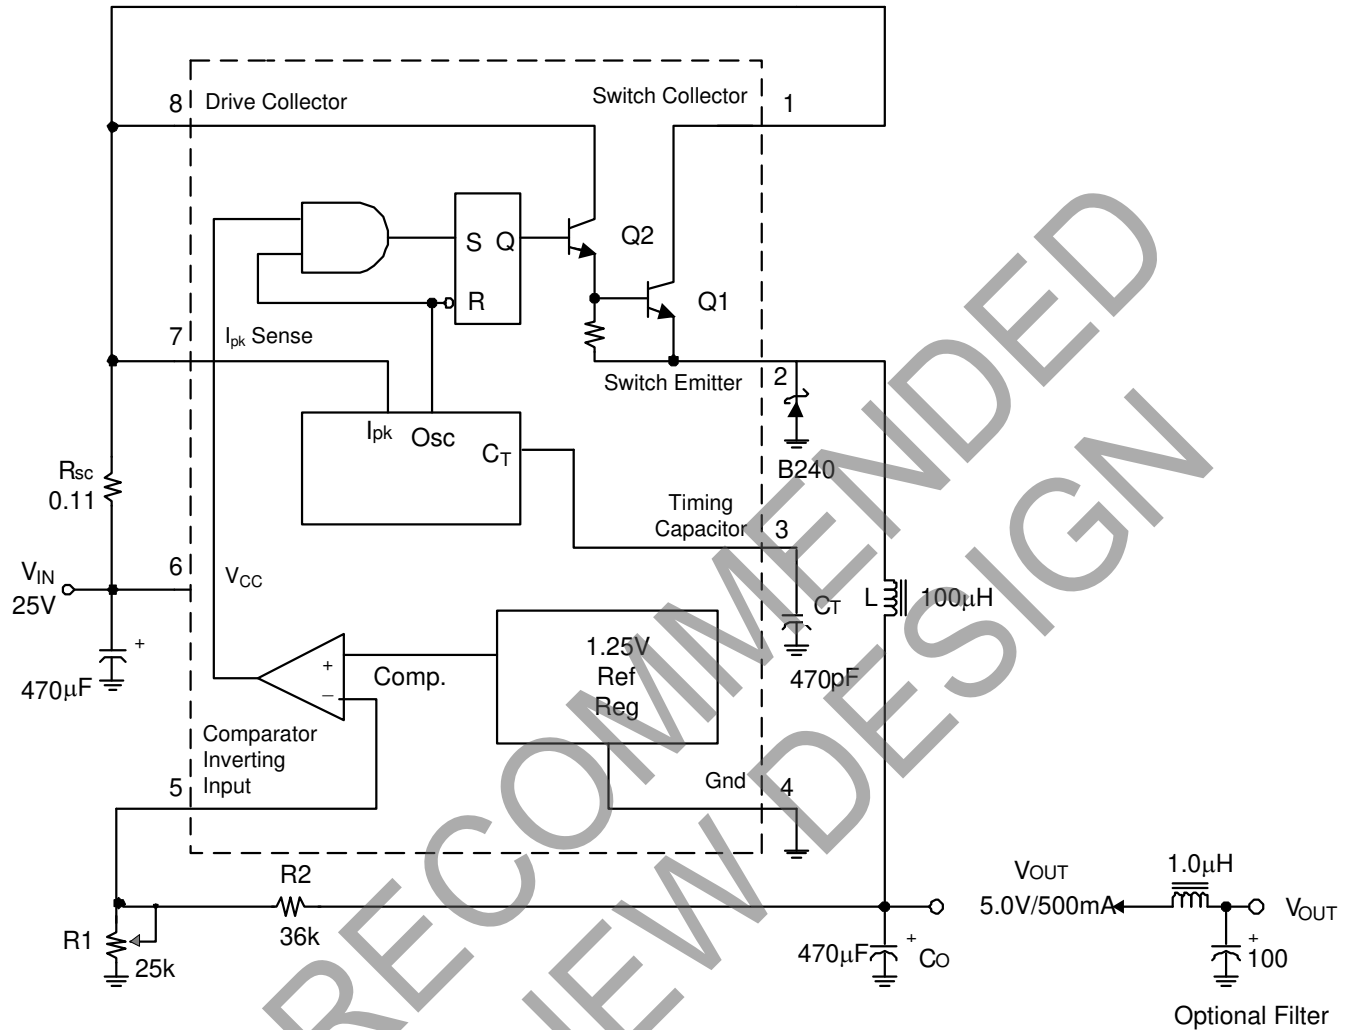 8 Drive Collector
Switch Collector 1
S Q
R
Q2
Q1
7 Ipk Sense
Switch Emitter 2
Ipk Osc CT
B240
Rsc
0.11
Timing
Capacitor 3
VIN
25V
6
VCC
CT
470pF
L 100µH
470µF
+
+
−
Comp.
1.25V
Ref
Reg
Comparator
Inverting
Input
5
Gnd 4
R2
36k
R1
25k
470µF
+
CO
VOUT
5.0V/500mA
1.0µH
VOUT
+
100
Optional Filter
RECOMMENDED
NEW DESIGN